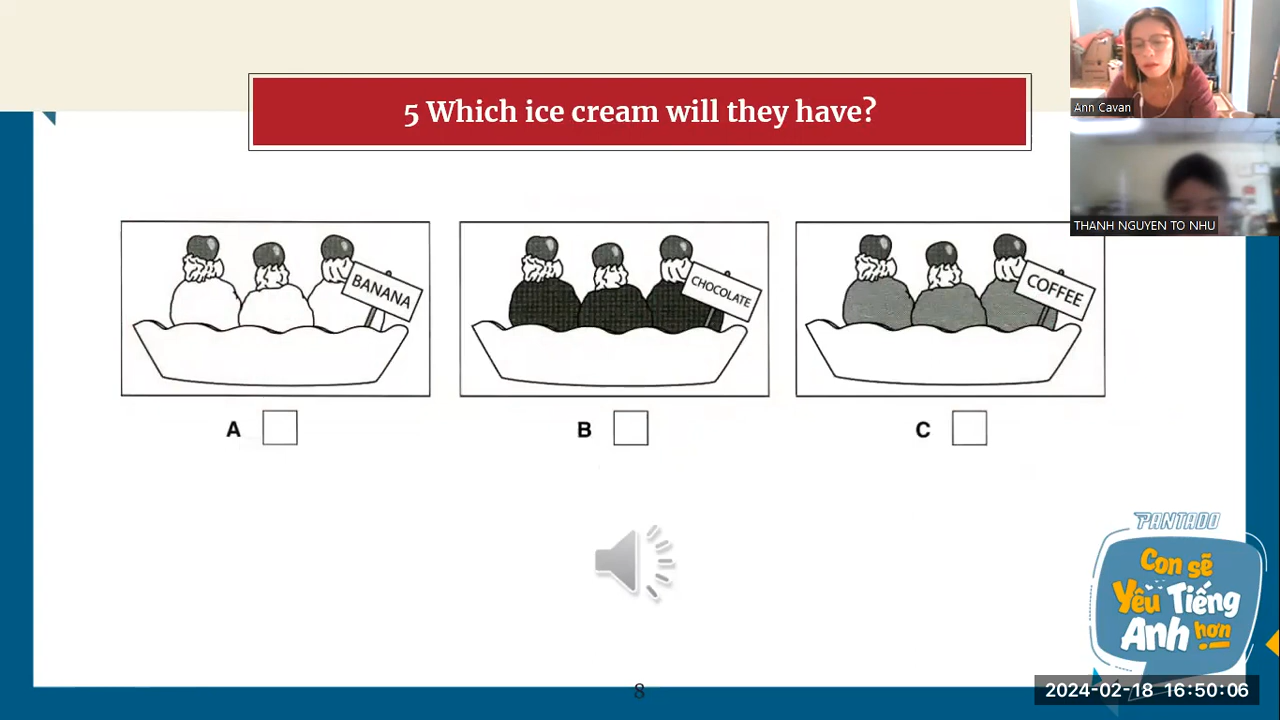 5 Which ice cream will they have?
Ann Cavan
THANH NGUYEN TO NHU
BANANA
CHOCOLATE
COFFEE
A
B
C
PANTADO
Con sẽ
Yêu Tiếng
Anh hơn
8
2024-02-18 16:50:06